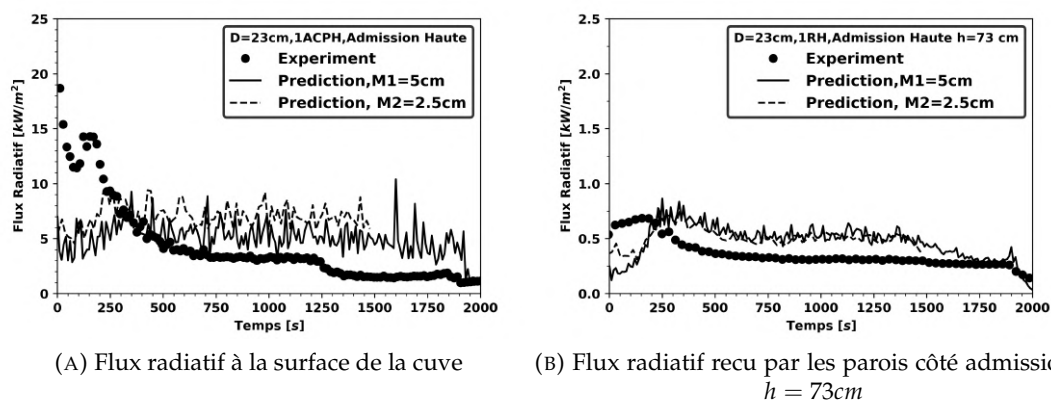 D=23cm,1ACPH,Admission Haute
Experiment
Prediction,M1=5cm
Prediction, M2=2.5cm
Flux Radiatif [kW/m²]
25
20
15
10
5
0
0 250 500 750 1000 1250 1500 1750 2000
Temps [s]
(A) Flux radiatif à la surface de la cuve
D=23cm,1RH,Admission Haute h=73 cm
Experiment
Prediction,M1=5cm
Prediction, M2=2.5cm
Flux Radiatif [kW/m²]
2.5
2.0
1.5
1.0
0.5
0.0
0 250 500 750 1000 1250 1500 1750 2000
Temps [s]
(B) Flux radiatif recu par les parois côté admissio
h = 73cm